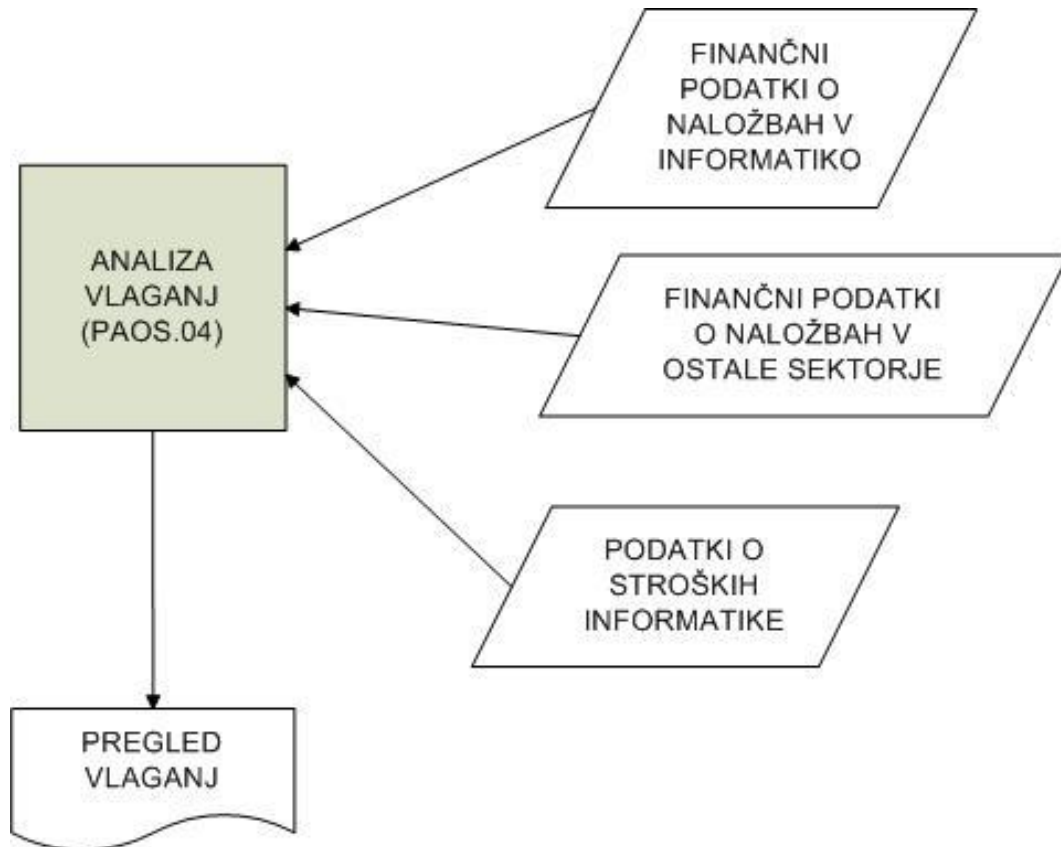 FINANČNI
PODATKI O
NALOŽBAH V
INFORMATIKO
ANALIZA
VLAGANJ
(PAOS.04)
FINANČNI PODATKI
O NALOŽBAH V
OSTALE SEKTORJE
PODATKI O
STROŠKIH
INFORMATIKE
PREGLED
VLAGANJ